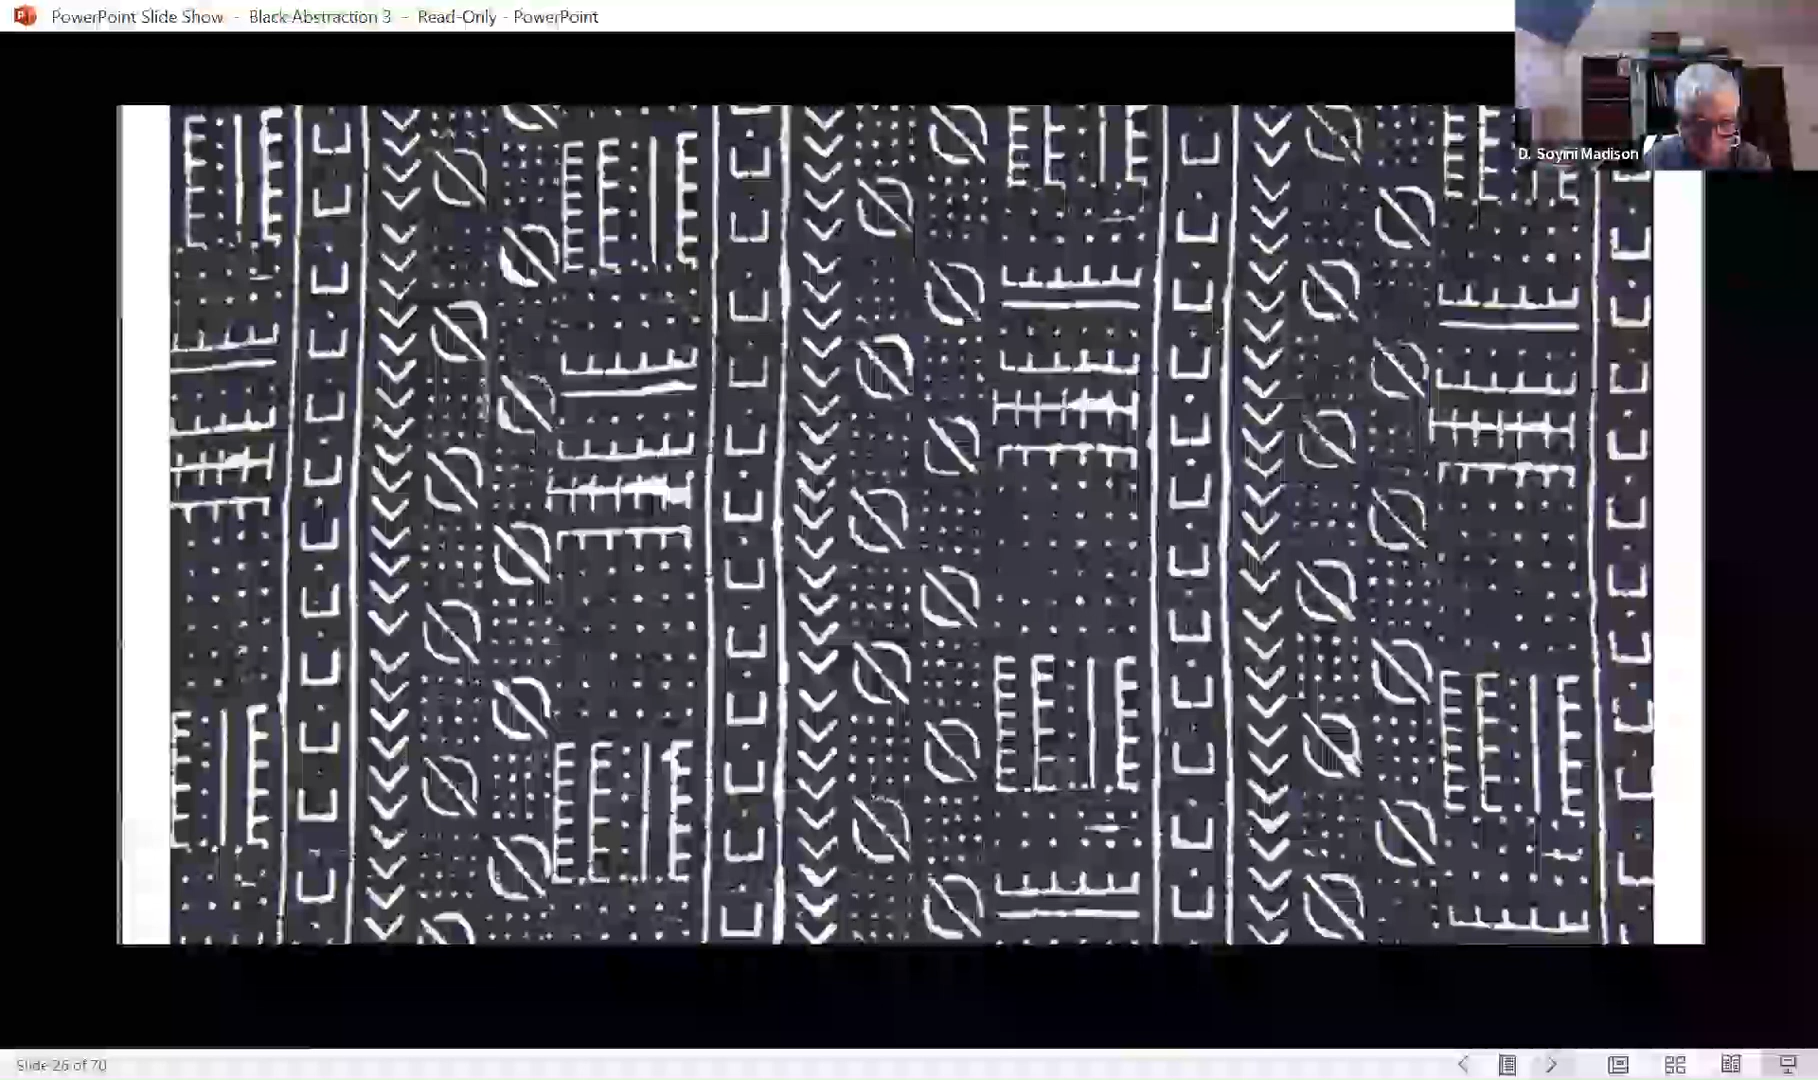 PowerPoint Slide Show - Black Abstraction 3 - Read-Only - PowerPoint
D. Soyini Madison
Slide 26 of 70